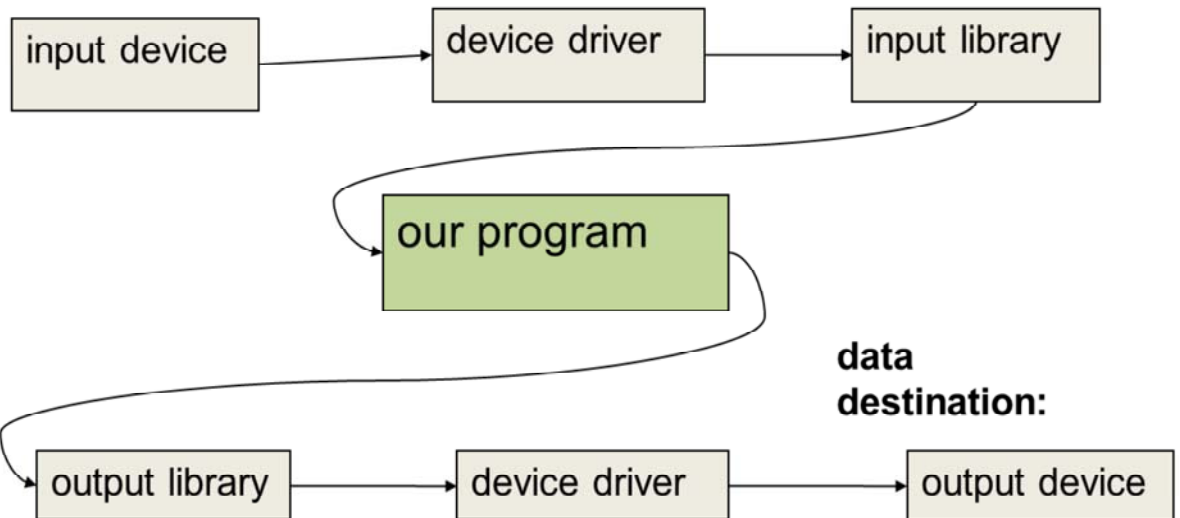 input device
device driver
input library
our program
data
destination:
output library
device driver
output device